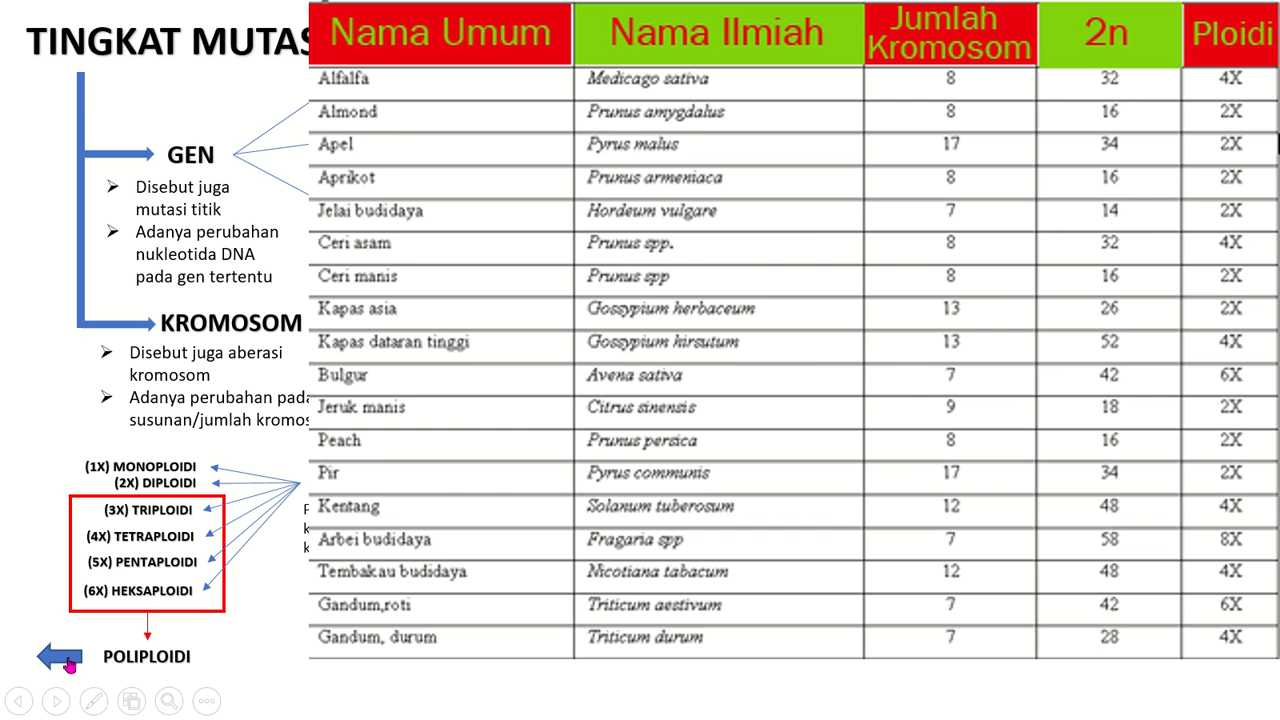 TINGKAT MUTAS
GEN
Disebut juga
mutasi titik
Adanya perubahan
nukleotida DNA
pada gen tertentu
KROMOSOM
Disebut juga aberasi
kromosom
Adanya perubahan pada
susunan/jumlah kromos
(1X) MONOPLOIDI
(2X) DIPLOIDI
(3X) TRIPLOIDI
(4X) TETRAPLOIDI
(5X) PENTAPLOIDI
(6X) HEKSAPLOIDI
POLIPLOIDI
Nama Umum Nama Ilmiah Jumlah Kromosom 2n Ploidi
Alfalfa Medicago sativa 8 32 4X
Almond Prunus amygdalus 8 16 2X
Apel Pyrus malus 17 34 2X
Aprikot Prunus armeniaca 8 16 2X
Jelai budidaya Hordeum vulgare 7 14 2X
Ceri asam Prunus spp. 8 32 4X
Ceri manis Prunus spp 8 16 2X
Kapas asia Gossypium herbaceum 13 26 2X
Kapas dataran tinggi Gossypium hirsutum 13 52 4X
Bulgur Avena sativa 7 42 6X
Jeruk manis Citrus sinensis 9 18 2X
Peach Prunus persica 8 16 2X
Pir Pyrus communis 17 34 2X
Kentang Solanum tuberosum 12 48 4X
Arbei budidaya Fragaria spp 7 58 8X
Tembakau budidaya Nicotiana tabacum 12 48 4X
Gandum,roti Triticum aestivum 7 42 6X
Gandum, durum Triticum durum 7 28 4X